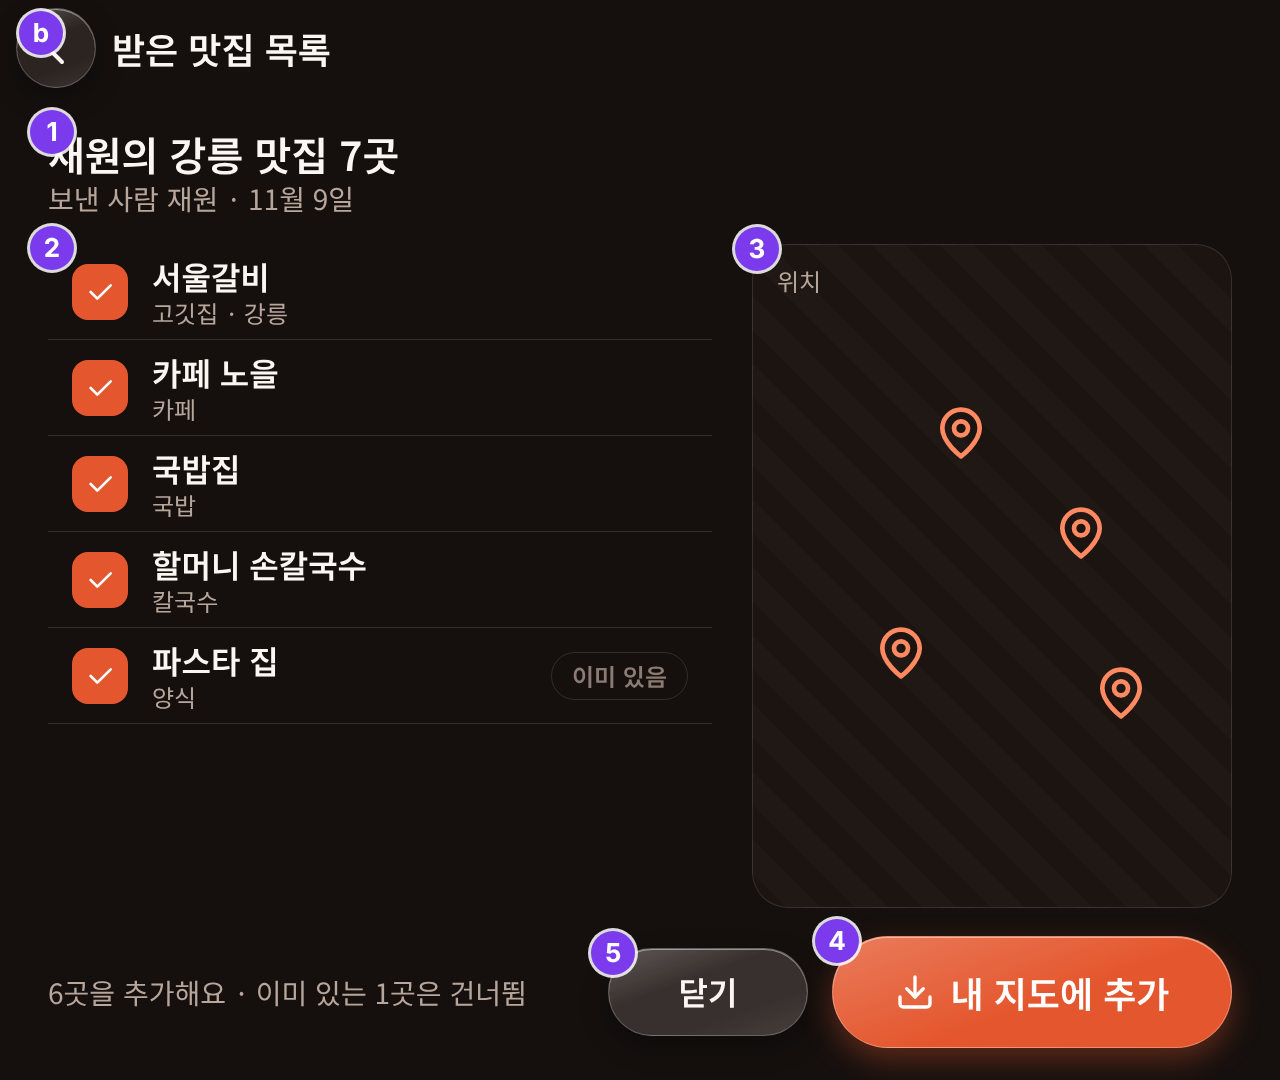 b
받은 맛집 목록
1
재원의 강릉 맛집 7곳
보낸 사람 재원 · 11월 9일
2
서울갈비
고깃집 · 강릉
카페 노을
카페
국밥집
국밥
할머니 손칼국수
칼국수
파스타 집
양식
이미 있음
3
위치
6곳을 추가해요 · 이미 있는 1곳은 건너뜀
5
닫기
4
내 지도에 추가